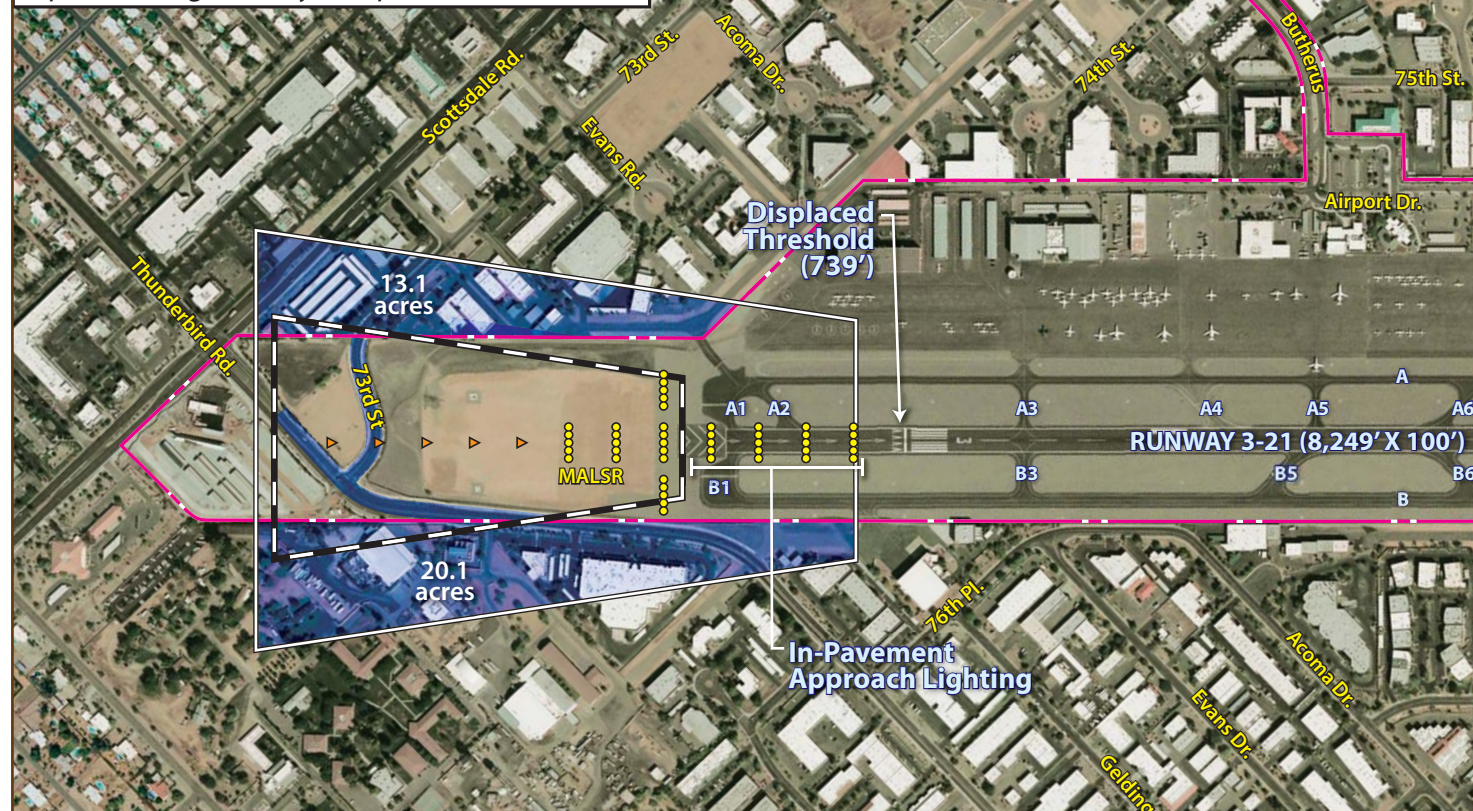 73rd St.
Acoma Dr..
Scottsdale Rd.
Evans Rd.
74th St.
Butherus
75th St.
Airport Dr.
Thunderbird Rd.
Displaced
Threshold
(739’)
13.1
acres
73rd St
A
A1
A2
A3
A4
A5
A6
RUNWAY 3-21 (8,249’ X 100’)
MALSR
B1
B3
B5
B6
B
20.1
acres
76th Pl.
In-Pavement
Approach Lighting
Acoma Dr.
Evans Dr.
Gelding